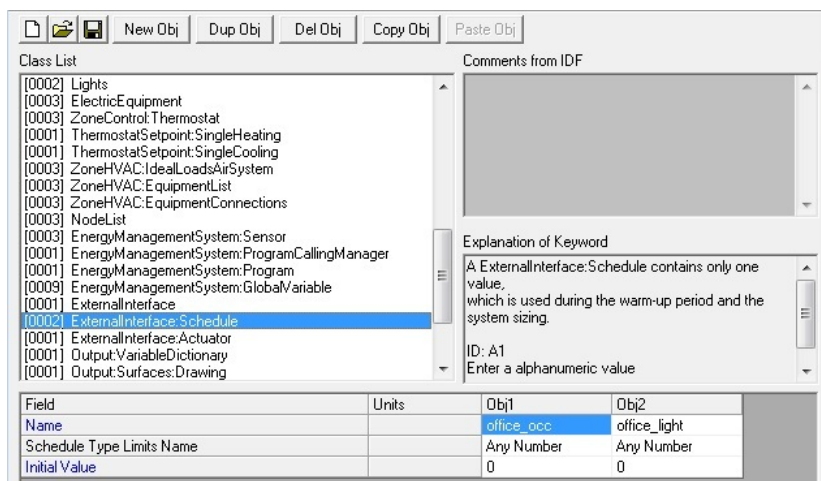 New Obj Dup Obj Del Obj Copy Obj Paste Obj
Class List
[0002] Lights
[0003] ElectricEquipment
[0003] ZoneControl:Thermostat
[0001] ThermostatSetpoint:SingleHeating
[0001] ThermostatSetpoint:SingleCooling
[0003] ZoneHVAC:IdealLoadsAirSystem
[0003] ZoneHVAC:EquipmentList
[0003] ZoneHVAC:EquipmentConnections
[0003] NodeList
[0003] EnergyManagementSystem:Sensor
[0001] EnergyManagementSystem:ProgramCallingManager
[0001] EnergyManagementSystem:Program
[0009] EnergyManagementSystem:GlobalVariable
[0001] ExternalInterface
[0002] ExternalInterface:Schedule
[0001] ExternalInterface:Actuator
[0001] Output:VariableDictionary
[0001] Output:Surfaces:Drawing
Comments from IDF
Explanation of Keyword
A ExternalInterface:Schedule contains only one
value,
which is used during the warm-up period and the
system sizing.
ID: A1
Enter a alphanumeric value
Field Units Obj1 Obj2
Name office_occ office_light
Schedule Type Limits Name Any Number Any Number
Initial Value 0 0